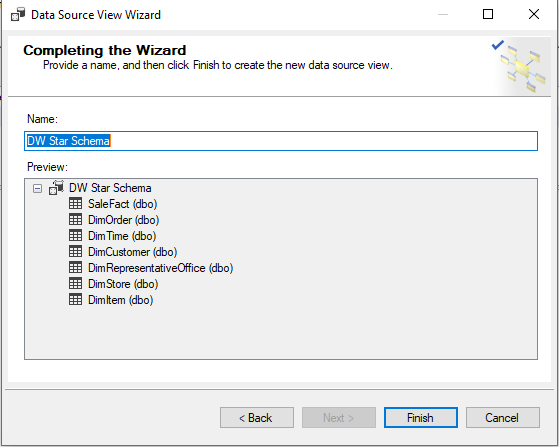 Data Source View Wizard
Completing the Wizard
Provide a name, and then click Finish to create the new data source view.
Name:
DW Star Schema
Preview:
DW Star Schema
SaleFact (dbo)
DimOrder (dbo)
DimTime (dbo)
DimCustomer (dbo)
DimRepresentativeOffice (dbo)
DimStore (dbo)
DimItem (dbo)
< Back Next > Finish Cancel